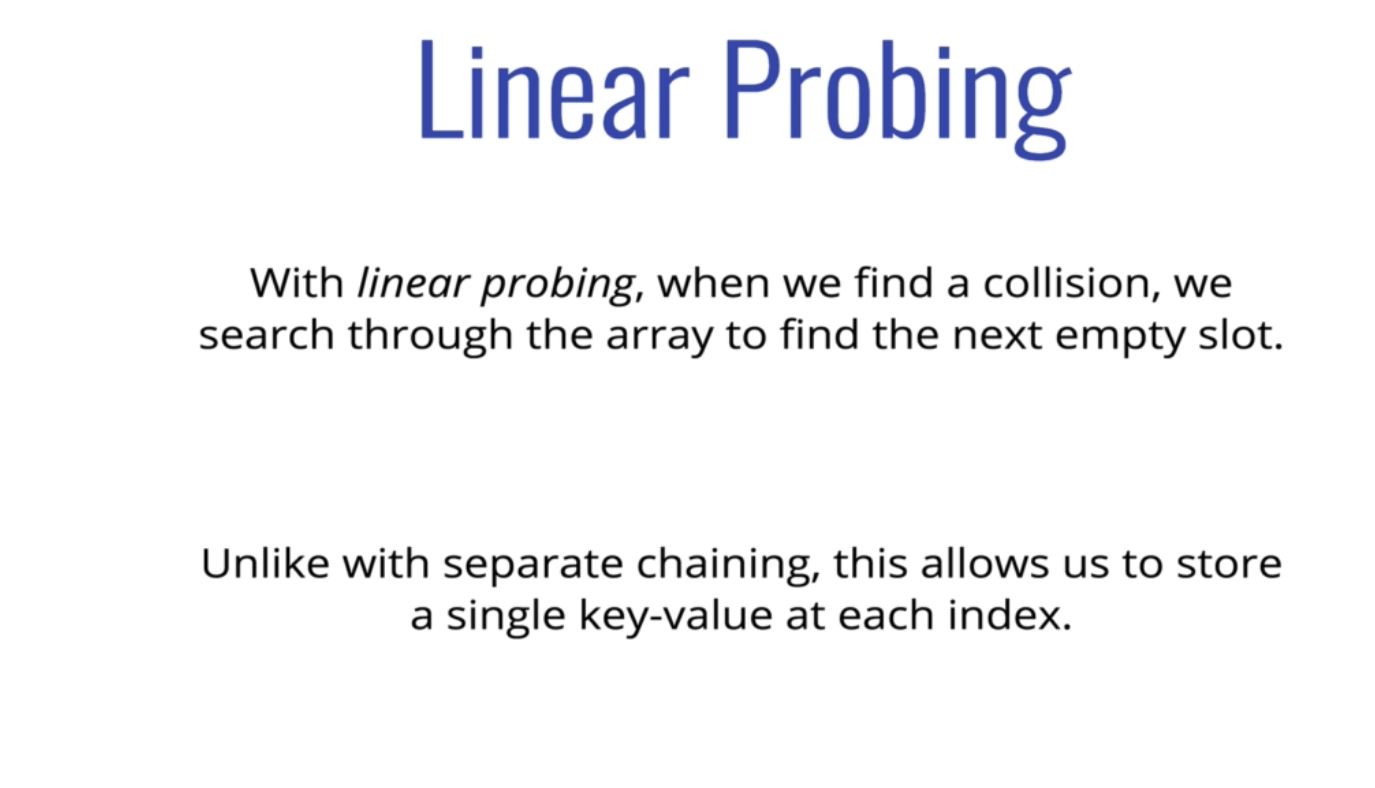 Linear Probing
With linear probing, when we find a collision, we
search through the array to find the next empty slot.
Unlike with separate chaining, this allows us to store
a single key-value at each index.